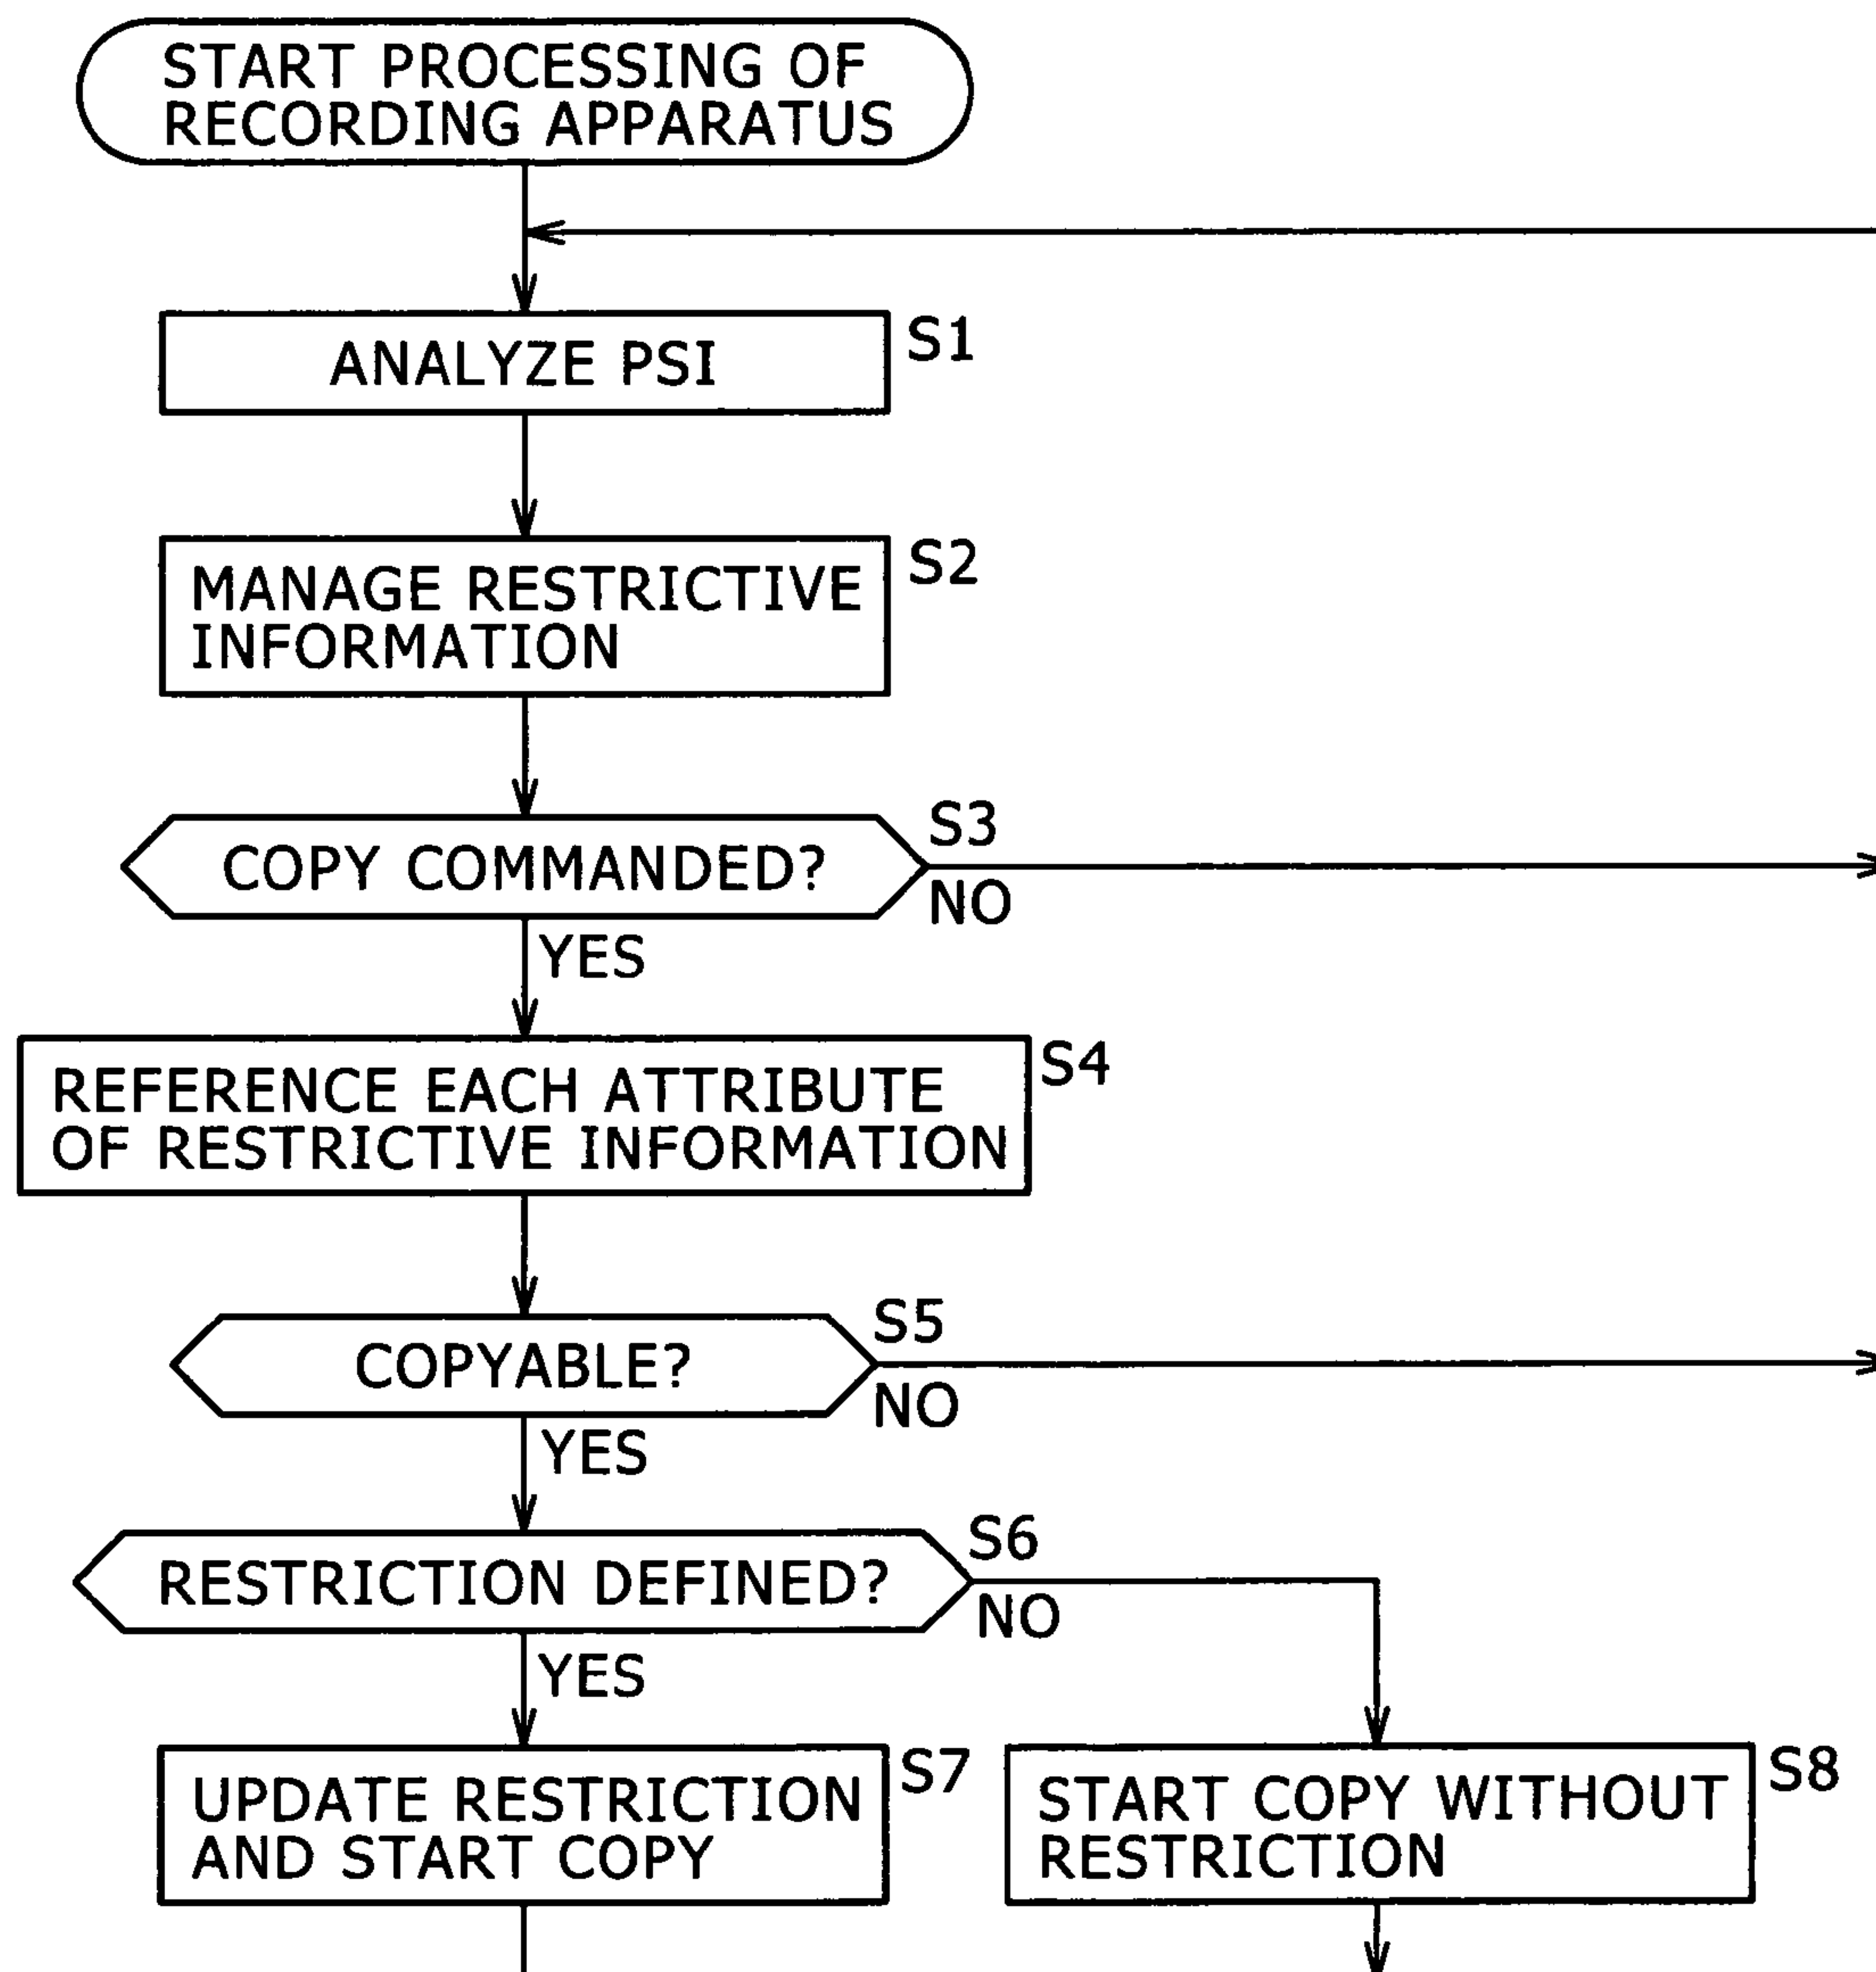 START PROCESSING OF
RECORDING APPARATUS
ANALYZE PSI
S1
MANAGE RESTRICTIVE
INFORMATION
S2
COPY COMMANDED?
S3
NO
YES
REFERENCE EACH ATTRIBUTE
OF RESTRICTIVE INFORMATION
S4
COPYABLE?
S5
NO
YES
RESTRICTION DEFINED?
S6
NO
YES
UPDATE RESTRICTION
AND START COPY
S7
START COPY WITHOUT
RESTRICTION
S8